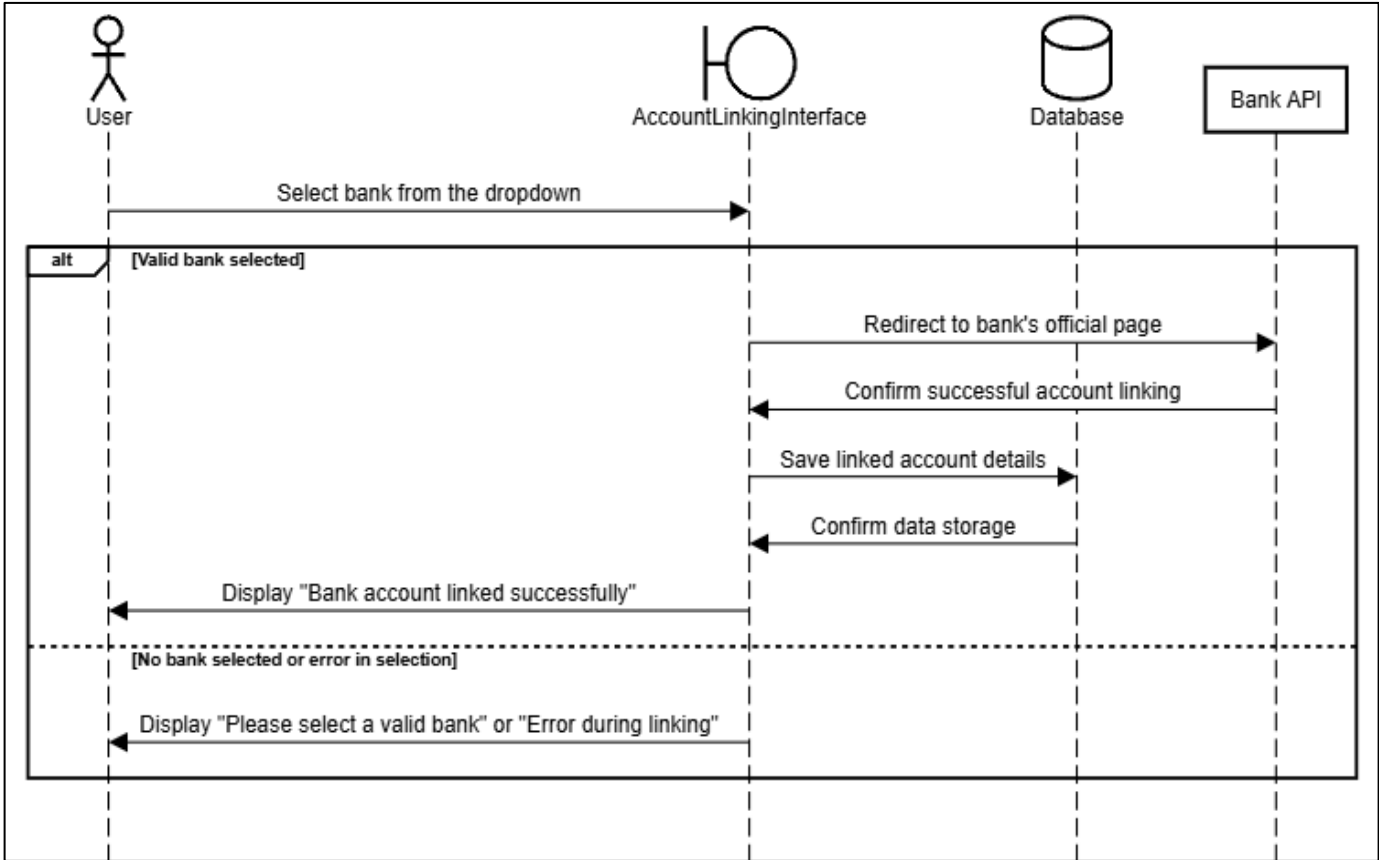 User
AccountLinkingInterface
Database
Bank API
Select bank from the dropdown
alt
[Valid bank selected]
Redirect to bank's official page
Confirm successful account linking
Save linked account details
Confirm data storage
Display "Bank account linked successfully"
[No bank selected or error in selection]
Display "Please select a valid bank" or "Error during linking"